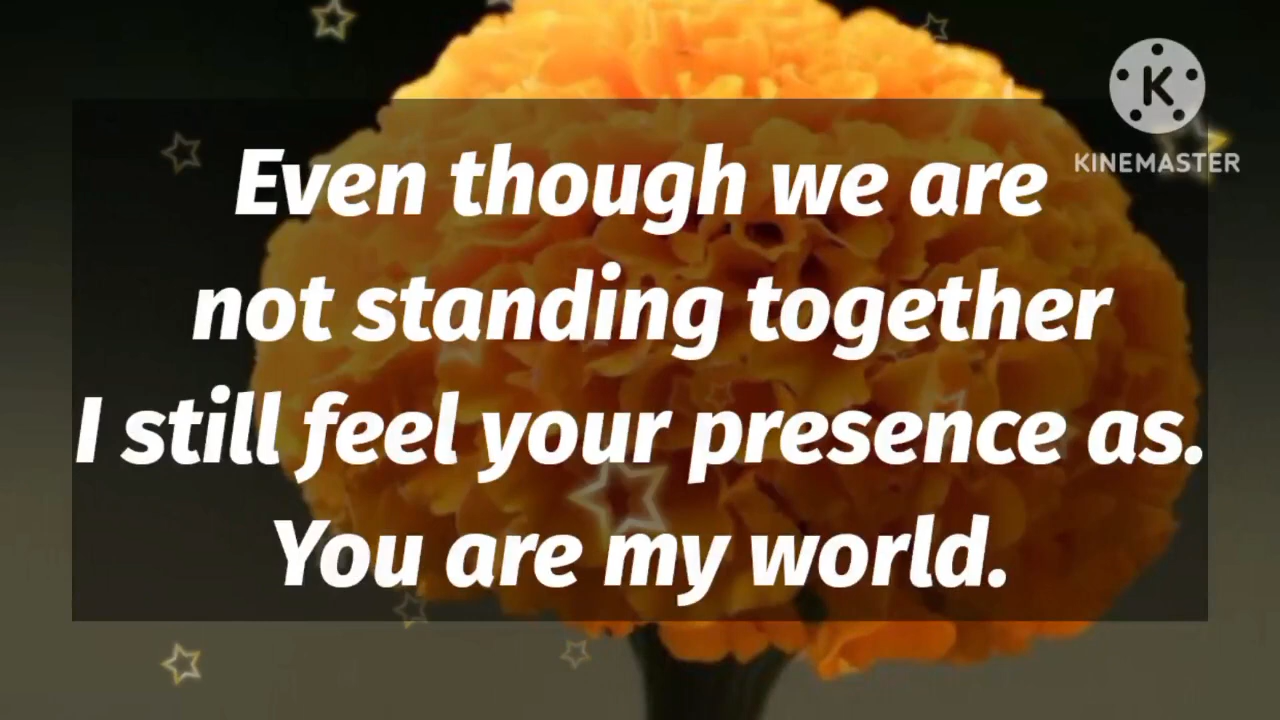 KINEMASTER
Even though we are
not standing together
I still feel your presence as.
You are my world.